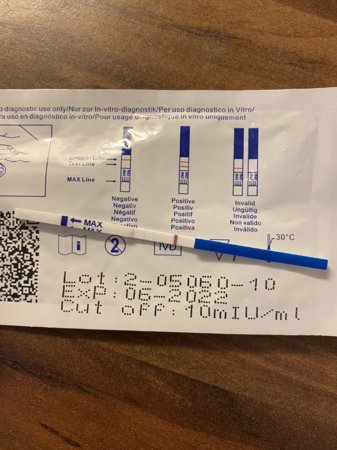 diagnostic use only/Nur zur In-vitro-diagnostik/Per uso diagnostico in Vitro/
ra uso en diagnóstico in-vitro/Pour usage diagnostique in vitro uniquement
Control Line
Test Line
MAX Line
Negative
Negativ
Négatif
Negativo
Negativo
Positive
Positiv
Positif
Positivo
Positivo
Invalid
Ungültig
Invalide
Non valido
Inválido
MAX
i
2
IVD
30°C
Lot:2-05060-10
Exp:06-2022
Cut off:10mIU/ml